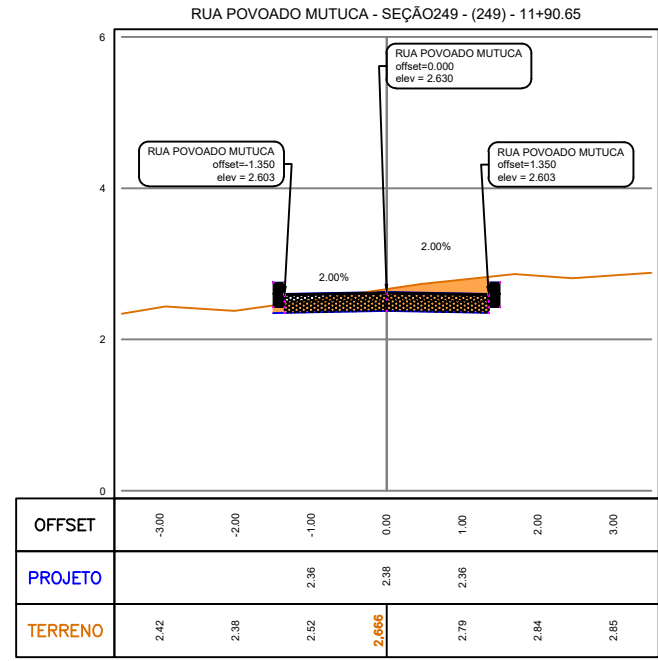 RUA POVOADO MUTUCA - SEÇÃO249 - (249) - 11+90.65
6
RUA POVOADO MUTUCA
offset=0.000
elev = 2.630
RUA POVOADO MUTUCA
offset=-1.350
elev = 2.603
RUA POVOADO MUTUCA
offset=1.350
elev = 2.603
4
2.00%
2.00%
2
0
OFFSET -3.00 -2.00 -1.00 0.00 1.00 2.00 3.00
PROJETO 2.36 2.38 2.36
TERRENO 2.42 2.38 2.52 2,666 2.79 2.84 2.85